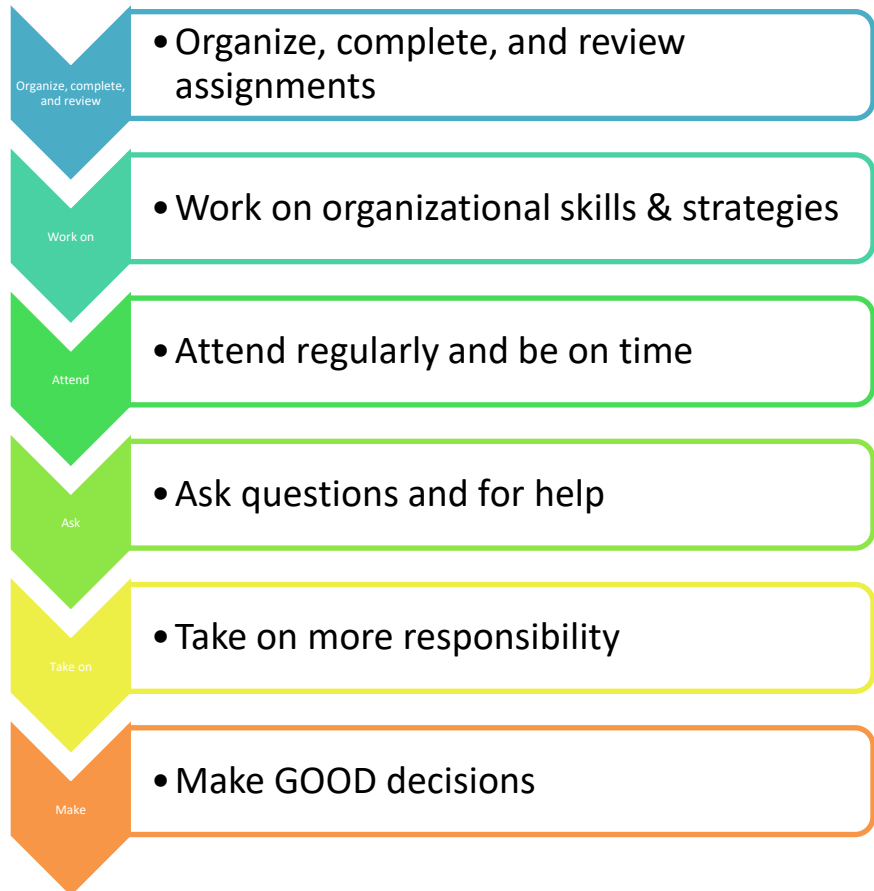 Organize, complete,
and review
• Organize, complete, and review
assignments
Work on
• Work on organizational skills & strategies
Attend
• Attend regularly and be on time
Ask
• Ask questions and for help
Take on
• Take on more responsibility
Make
• Make GOOD decisions